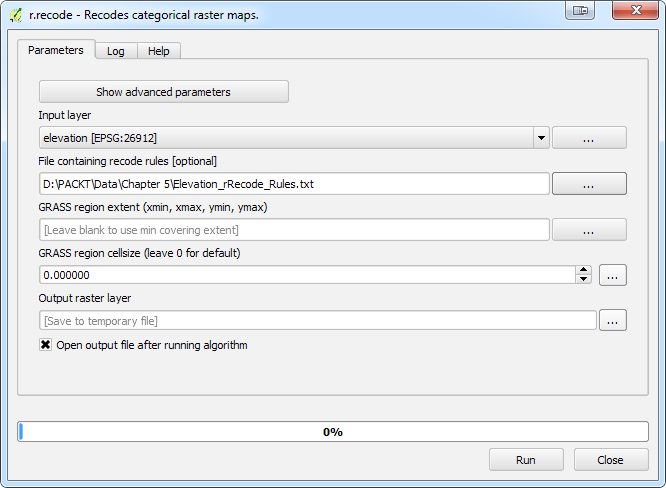 r.recode - Recodes categorical raster maps.
Parameters Log Help
Show advanced parameters
Input layer
elevation [EPSG:26912] ...
File containing recode rules [optional]
D:\PACKT\Data\Chapter 5\Elevation_rRecode_Rules.txt ...
GRASS region extent (xmin, xmax, ymin, ymax)
[Leave blank to use min covering extent] ...
GRASS region cellsize (leave 0 for default)
0.000000 ...
Output raster layer
[Save to temporary file] ...
Open output file after running algorithm
0%
Run Close